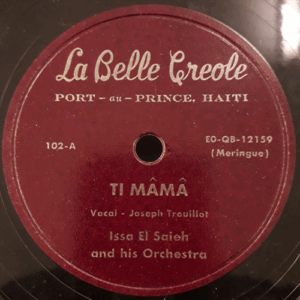 La Belle Creole
PORT - au - PRINCE, HAITI
102-A
EO-QB-12159
(Meringue)
TI MÂMÂ
Vocal - Joseph Trouillot
Issa El Saieh
and his Orchestra